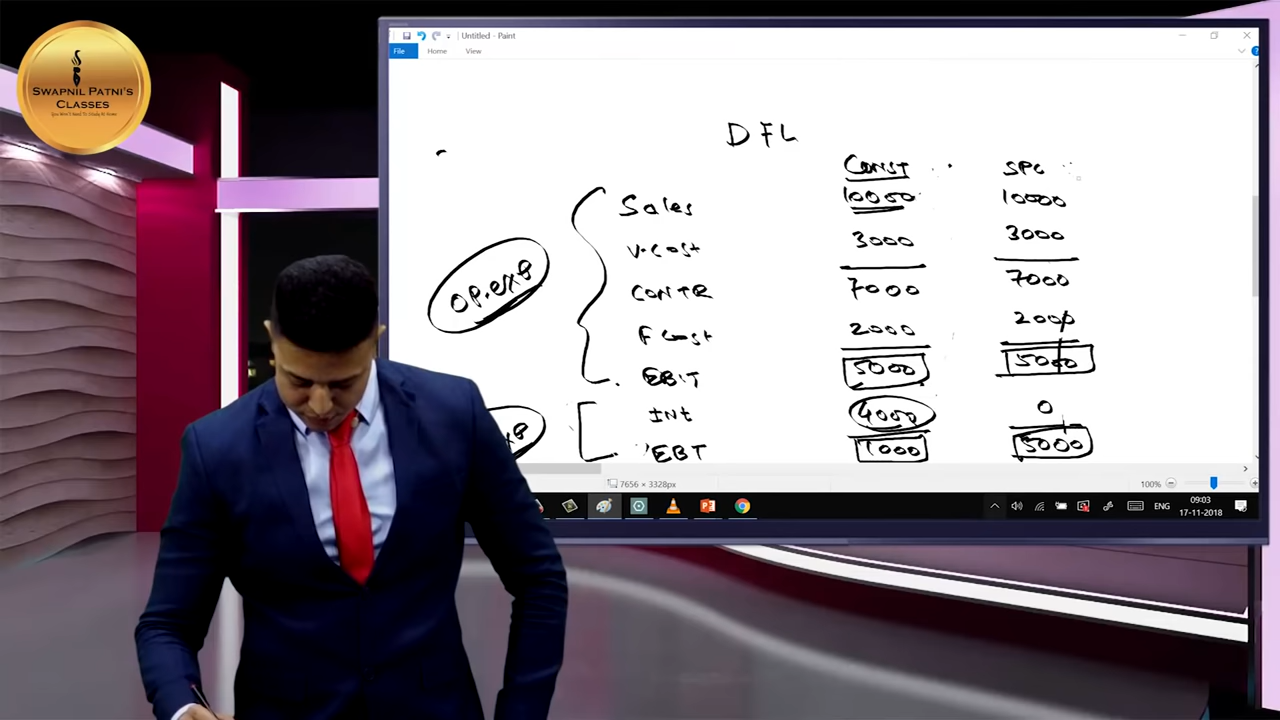 SWAPNIL PATNI'S
CLASSES
Untitled - Paint
File Home View
DFL
CONST SPC
Sales 10000 10000
V.Cost 3000 3000
CONTR 7000 7000
F Cost 2000 2000
EBIT 5000 5000
INt 4000 0
EBT 1000 5000
OP.exp
xp
7656 × 3328px
100%
ENG
09:03
17-11-2018